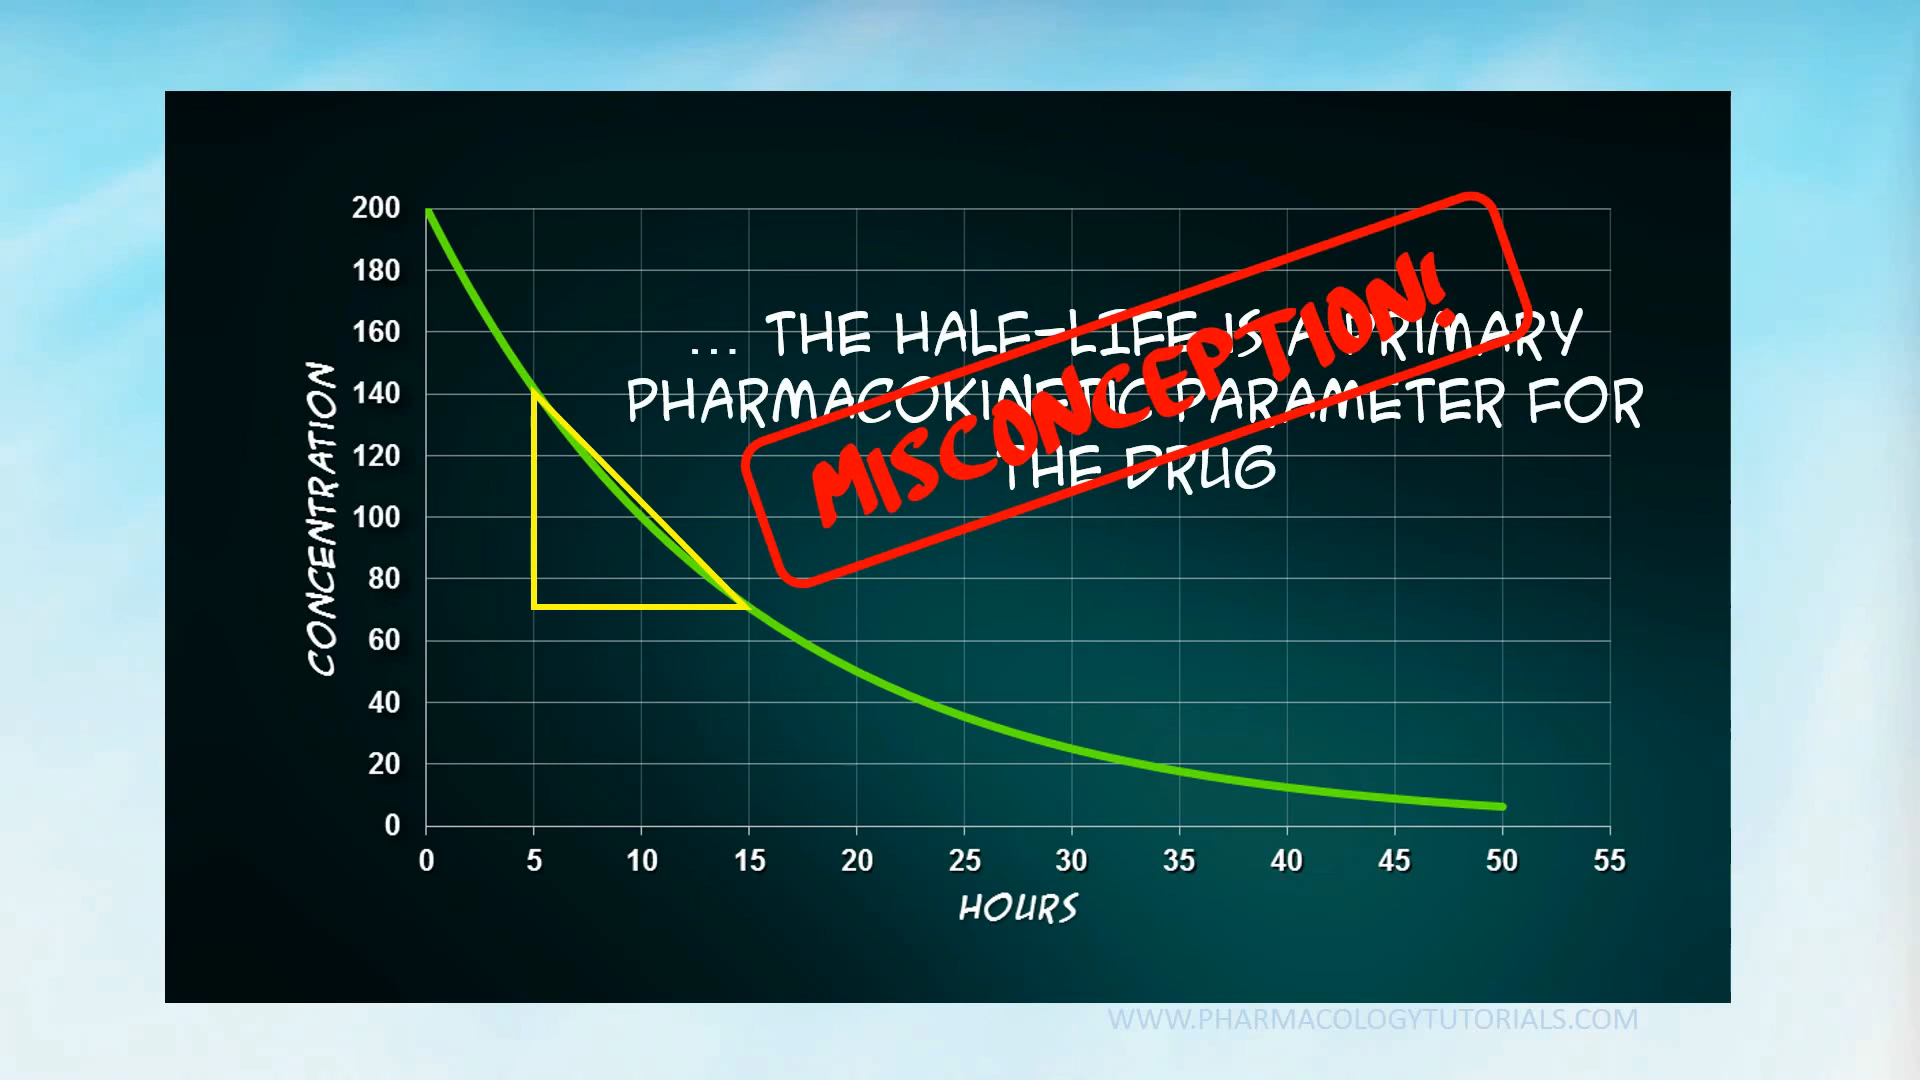 200
180
160
140
120
100
80
60
40
20
0
CONCENTRATION
... THE HALF-LIFE IS A PRIMARY
PHARMACOKINETIC PARAMETER FOR
THE DRUG
MISCONCEPTION!
0 5 10 15 20 25 30 35 40 45 50 55
HOURS
WWW.PHARMACOLOGYTUTORIALS.COM